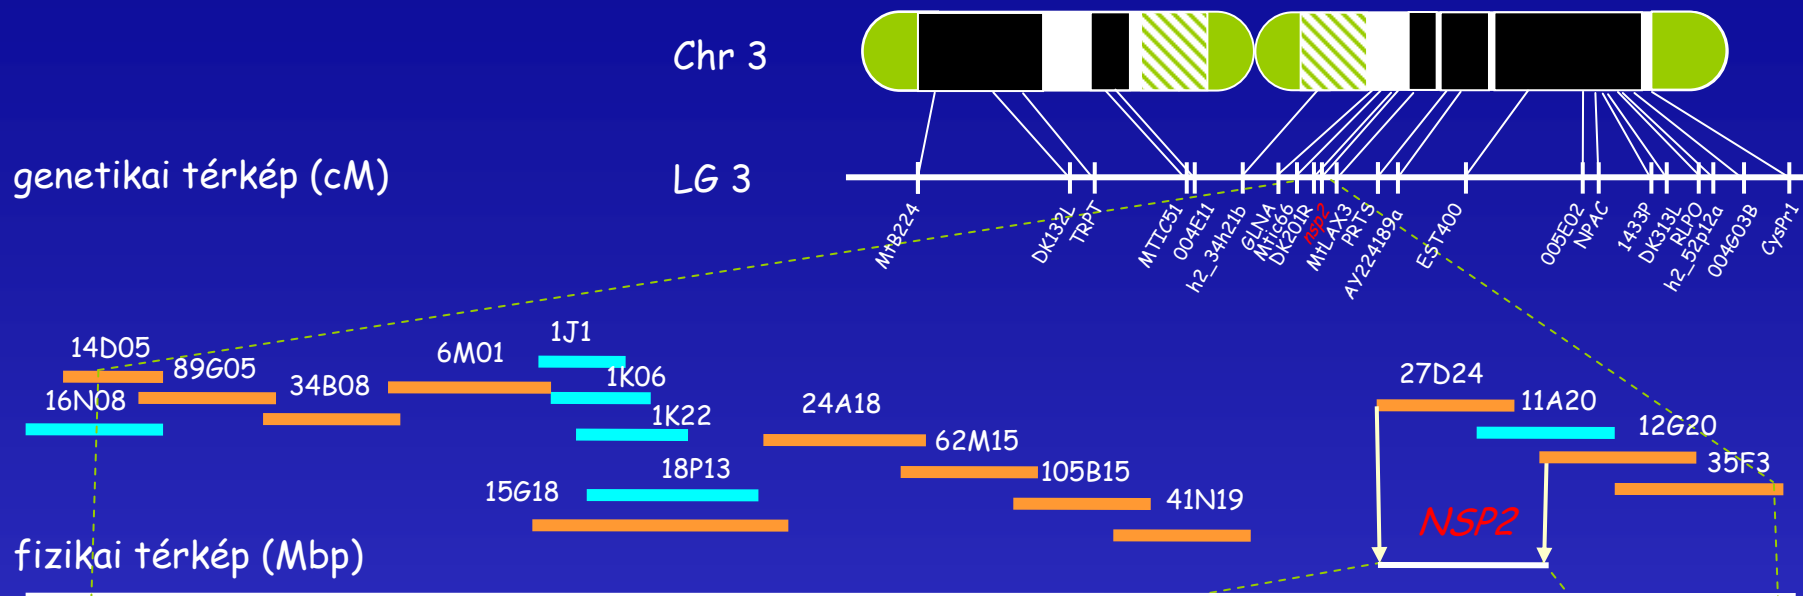 Chr 3
genetikai térkép (cM)
LG 3
MtB224
DK132L
TRPT
MTIC51
004E11
h2_34h21b
GLNA
Mtic66
DK201R
nsp2
MtLAX3
PRTS
AY224189a
EST400
005E02
NPAC
1433P
DK313L
RLPO
h2_52p12a
004G03B
CysPr1
14D05
89G05
34B08
16N08
6M01
1J1
1K06
1K22
18P13
15G18
24A18
62M15
105B15
41N19
27D24
11A20
12G20
35F3
NSP2
fizikai térkép (Mbp)